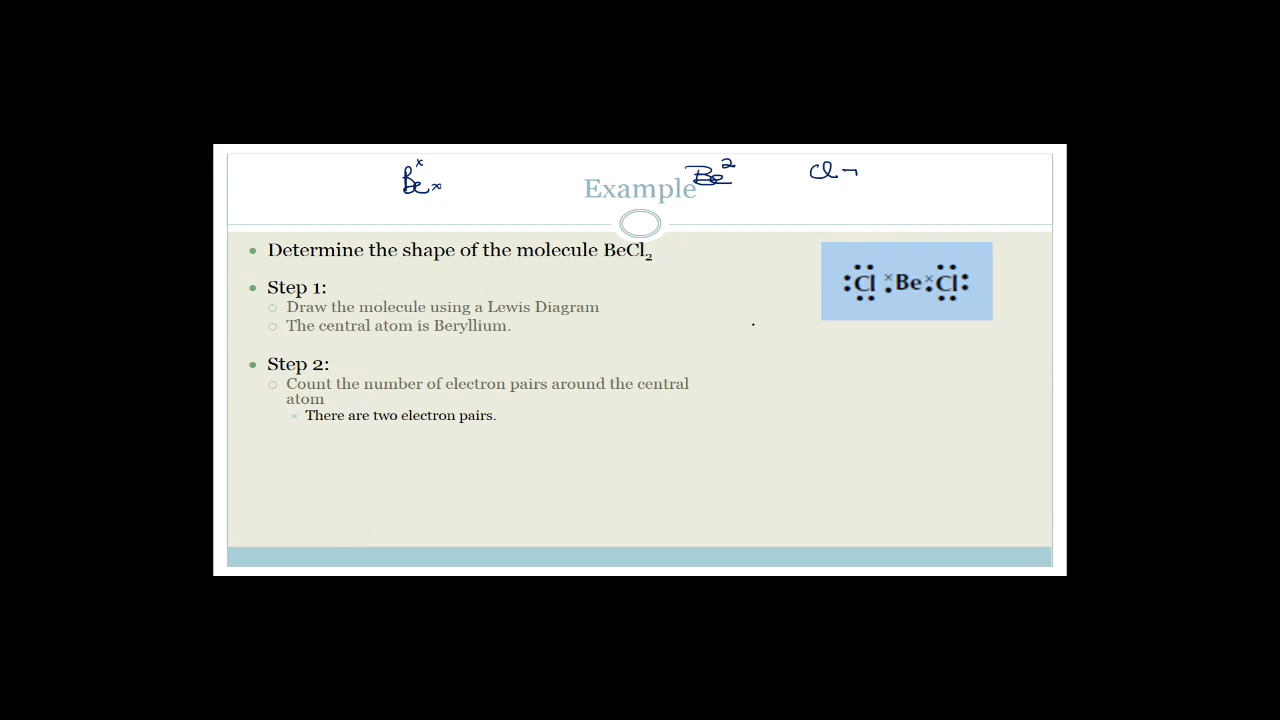 Be
Be 2
Cl 7
Example
Determine the shape of the molecule BeCl₂
Step 1:
Draw the molecule using a Lewis Diagram
The central atom is Beryllium.
Cl Be Cl
Step 2:
Count the number of electron pairs around the central
atom
There are two electron pairs.